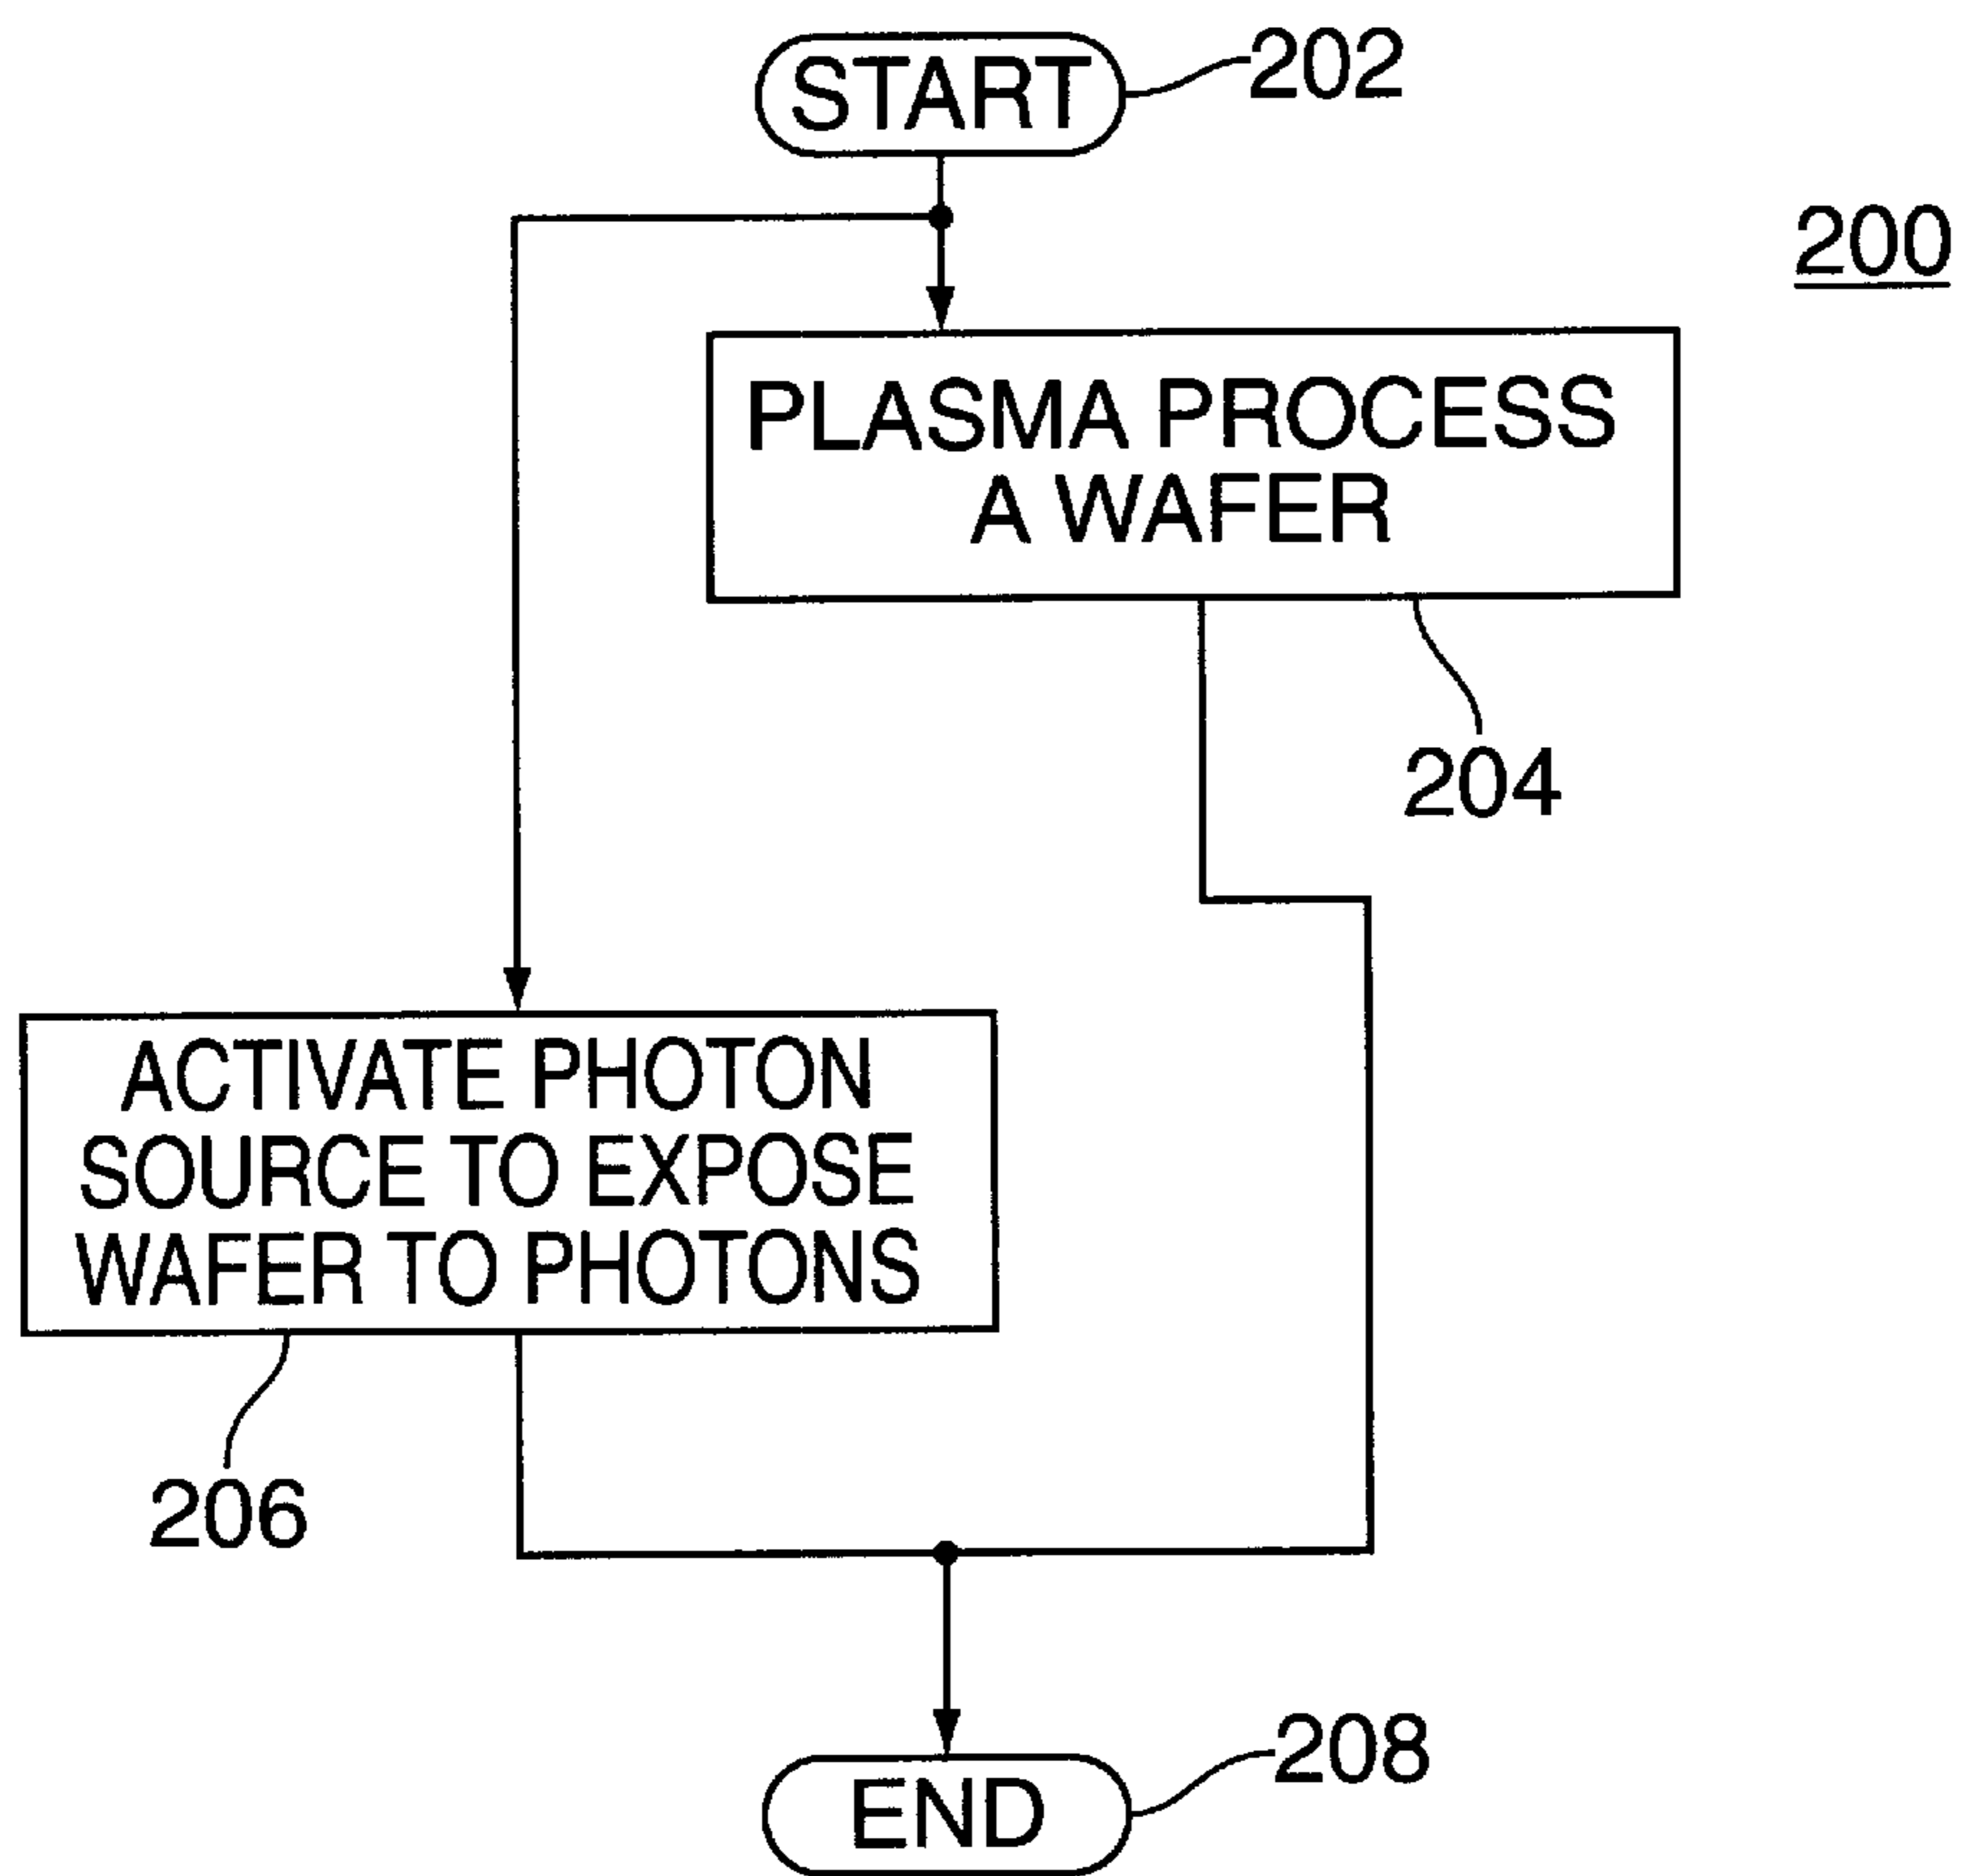 START
202
200
PLASMA PROCESS
A WAFER
204
ACTIVATE PHOTON
SOURCE TO EXPOSE
WAFER TO PHOTONS
206
208
END